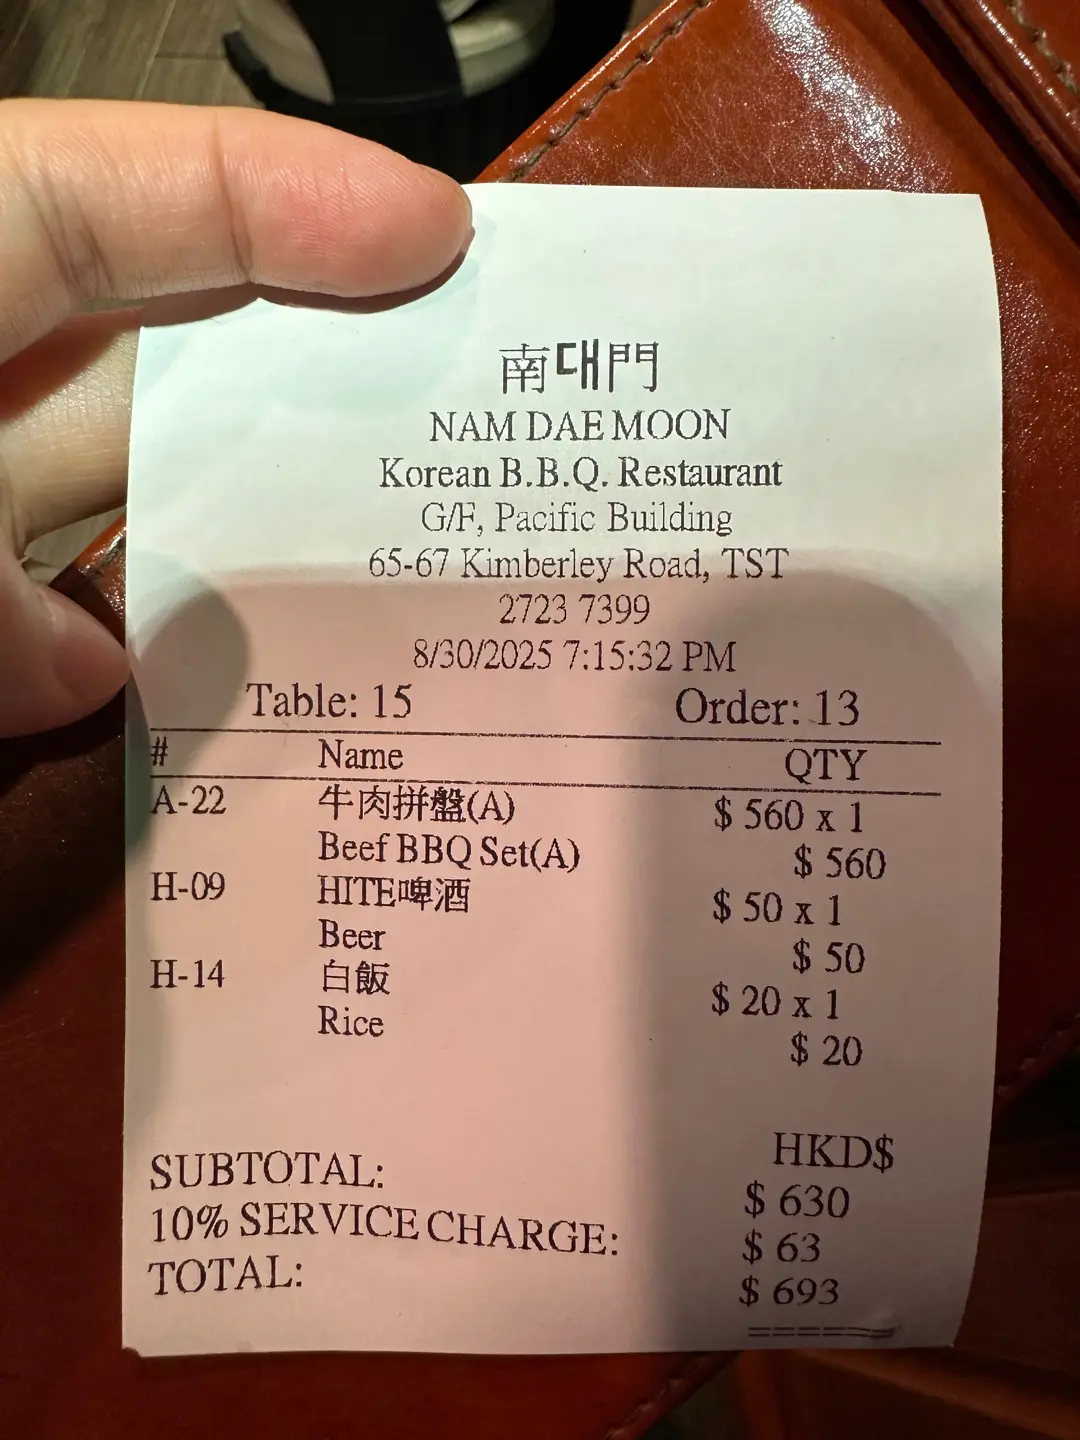 南대門
NAM DAE MOON
Korean B.B.Q. Restaurant
G/F, Pacific Building
65-67 Kimberley Road, TST
2723 7399
8/30/2025 7:15:32 PM
Table: 15 Order: 13
# Name QTY
A-22 牛肉拼盤(A) $ 560 x 1
Beef BBQ Set(A) $ 560
H-09 HITE啤酒 $ 50 x 1
Beer $ 50
H-14 白飯 $ 20 x 1
Rice $ 20
HKD$
SUBTOTAL: $ 630
10% SERVICE CHARGE: $ 63
TOTAL: $ 693
======